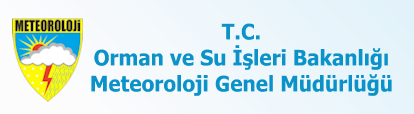 METEOROLOJİ
T.C.
Orman ve Su İşleri Bakanlığı
Meteoroloji Genel Müdürlüğü